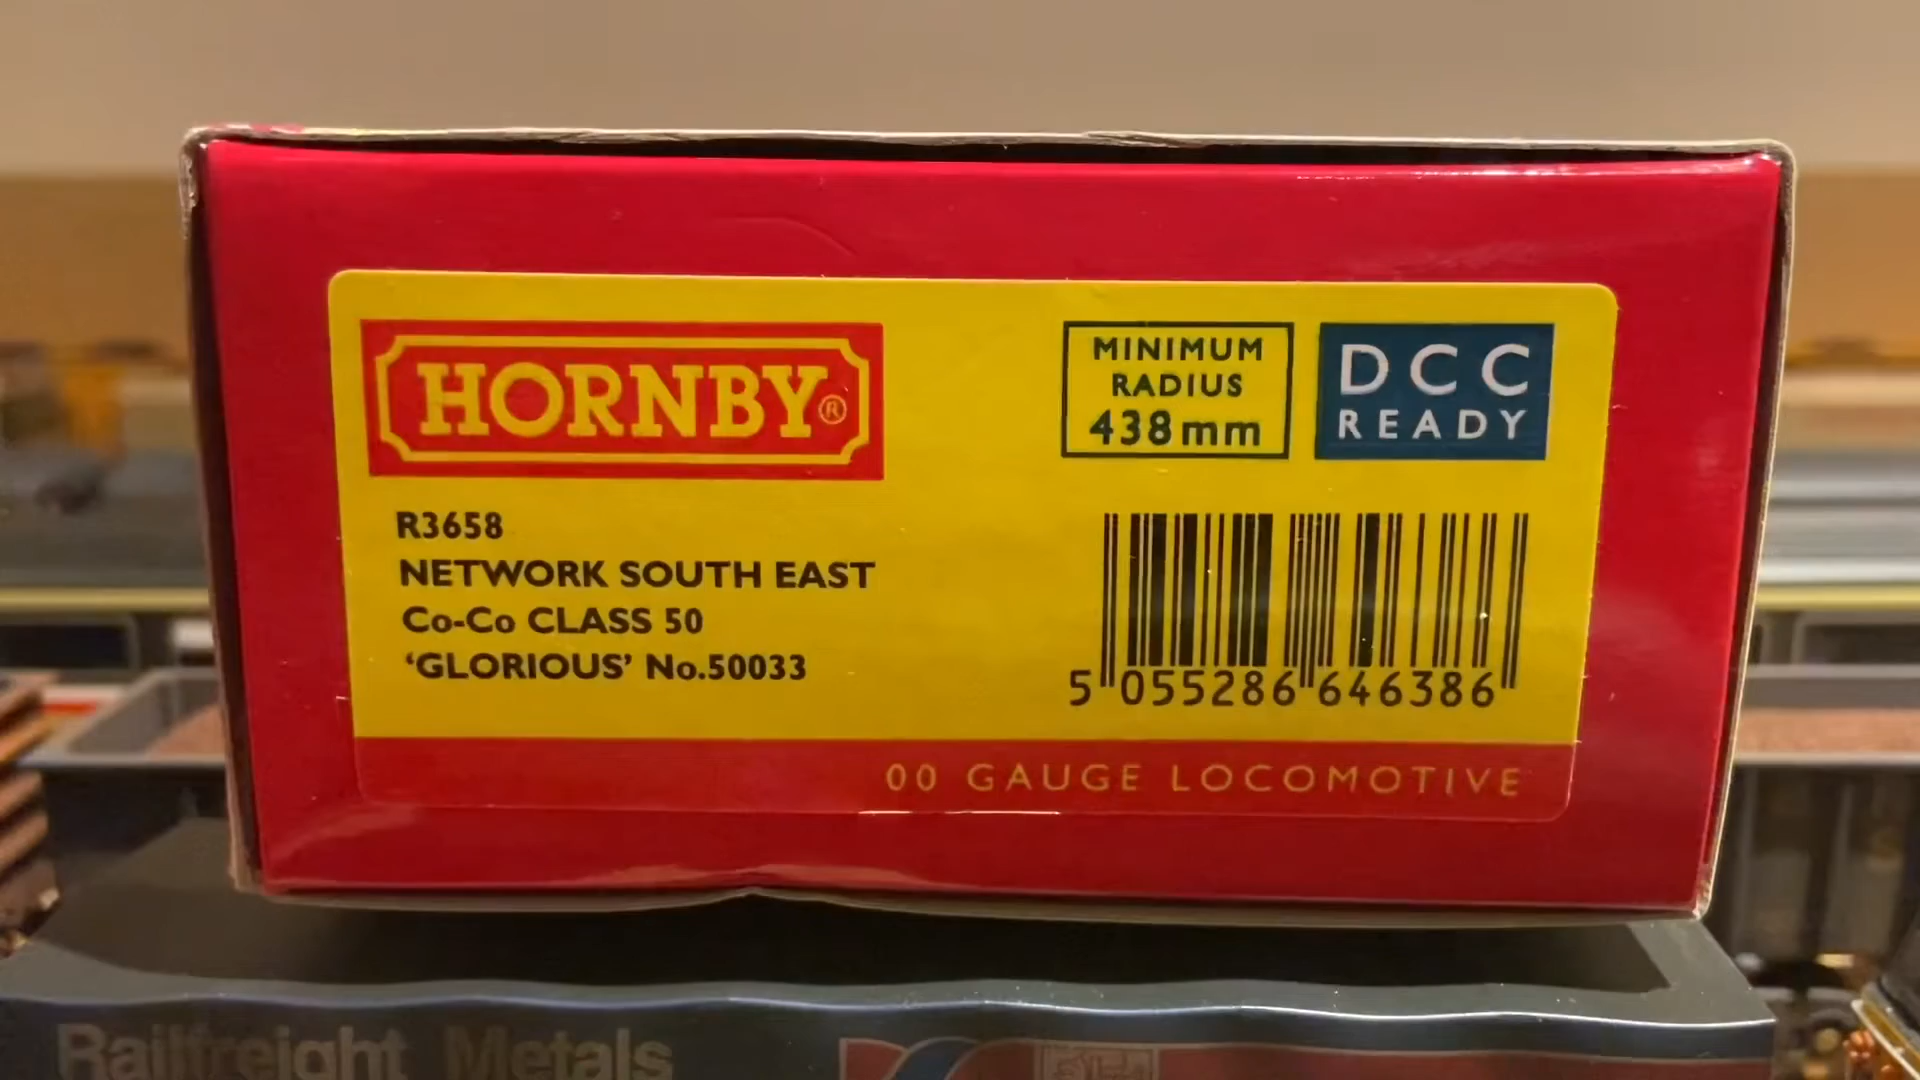 HORNBY®
MINIMUM
RADIUS
438mm
DCC
READY
R3658
NETWORK SOUTH EAST
Co-Co CLASS 50
‘GLORIOUS’ No.50033
5 055286 646386
00 GAUGE LOCOMOTIVE
Railfreight Metals